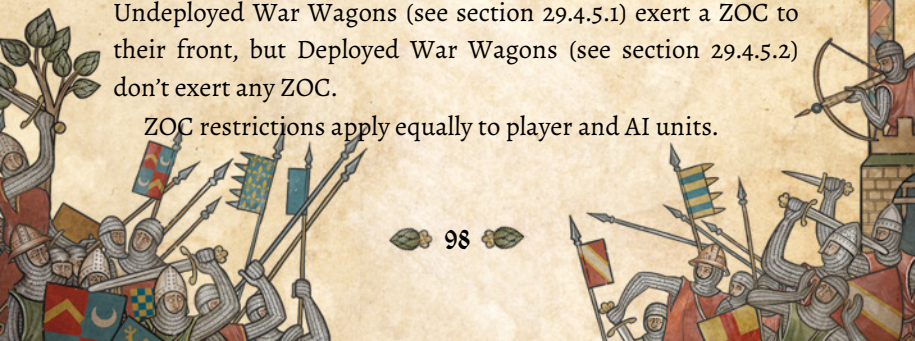 Undeployed War Wagons (see section 29.4.5.1) exert a ZOC to
their front, but Deployed War Wagons (see section 29.4.5.2)
don’t exert any ZOC.
ZOC restrictions apply equally to player and AI units.
98